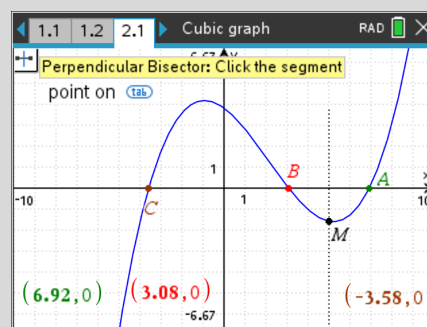 1.1 1.2 2.1 Cubic graph RAD
6.67 y
Perpendicular Bisector: Click the segment
point on tab
1
B A x
-10 C 1 10
M
(6.92,0) (3.08,0) (-3.58,0
-6.67